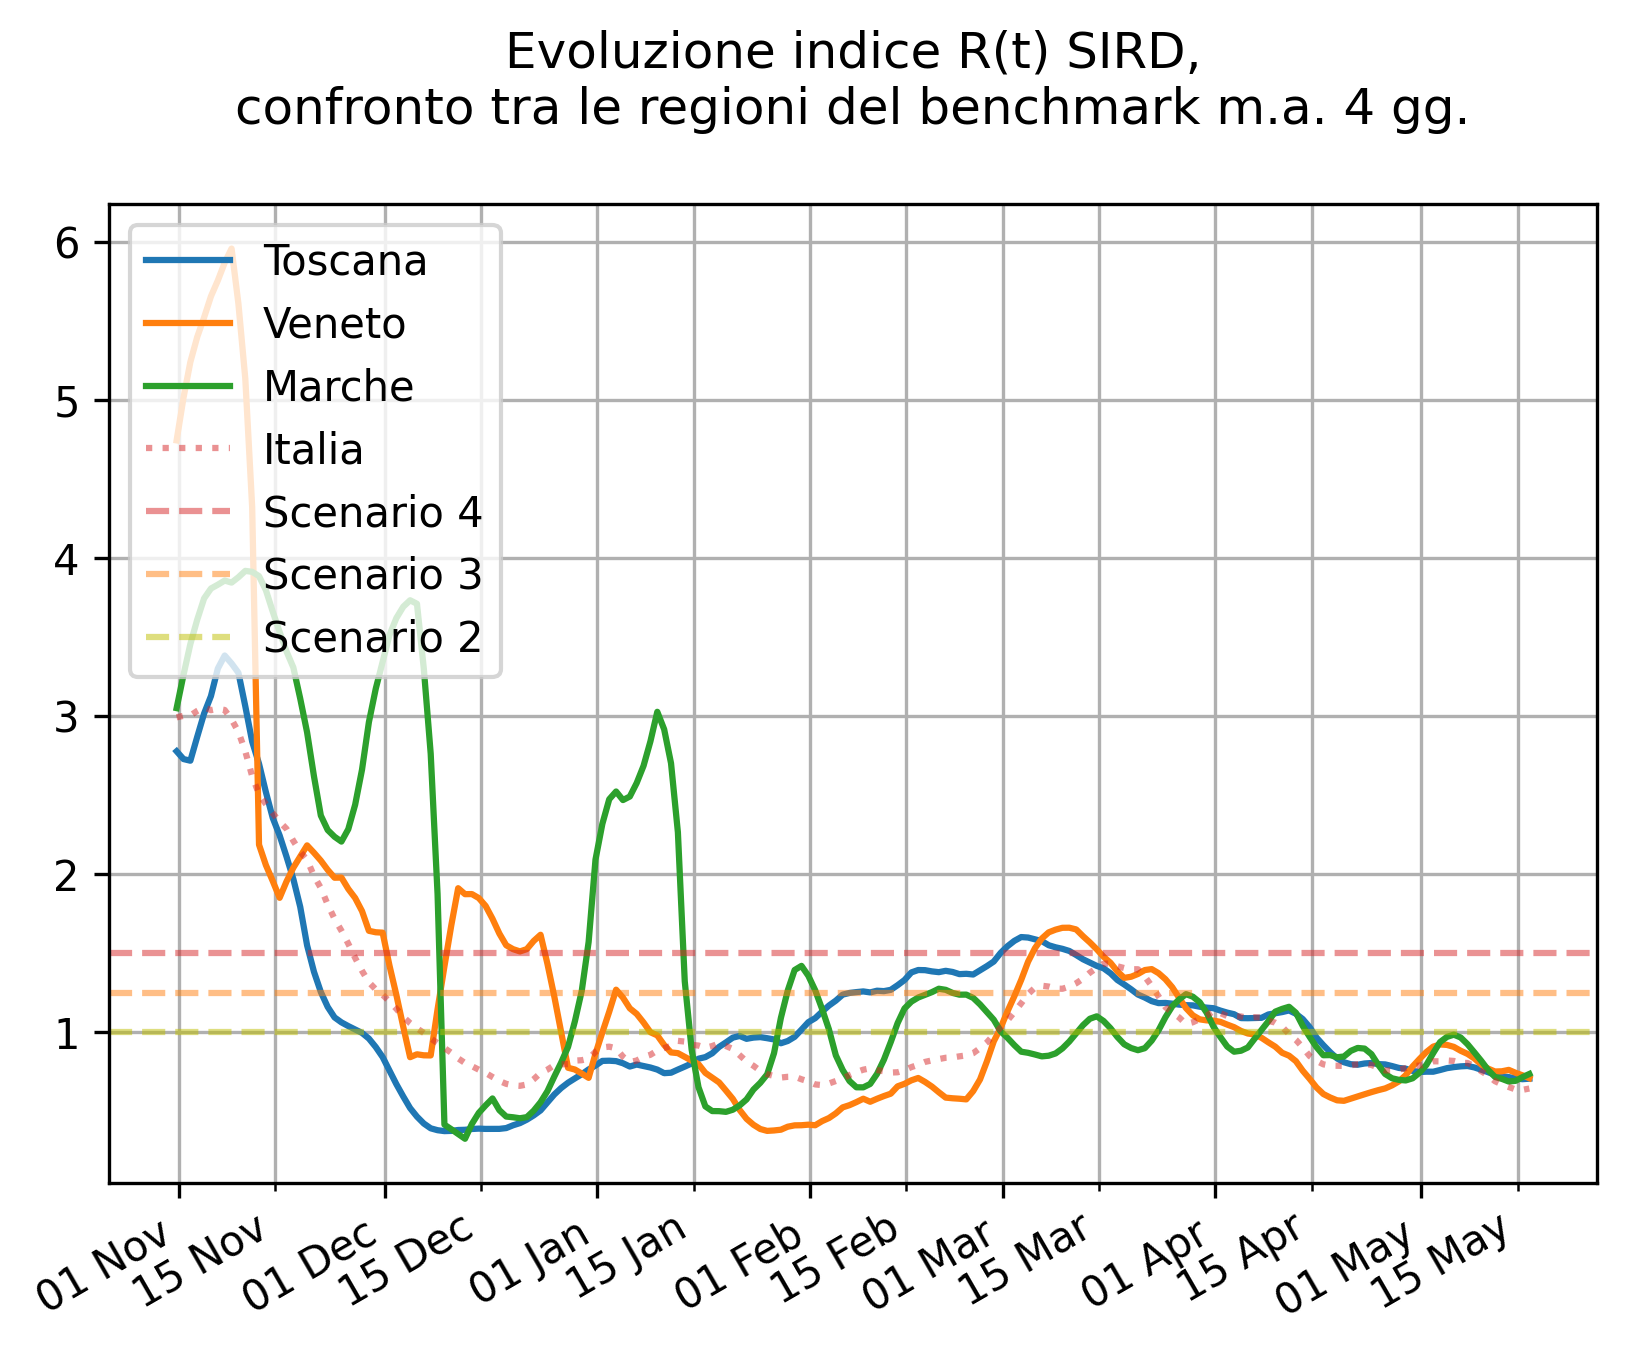 Evoluzione indice R(t) SIRD,
confronto tra le regioni del benchmark m.a. 4 gg.
6
5
4
3
2
1
Toscana
Veneto
Marche
Italia
Scenario 4
Scenario 3
Scenario 2
01 Nov
15 Nov
01 Dec
15 Dec
01 Jan
15 Jan
01 Feb
15 Feb
01 Mar
15 Mar
01 Apr
15 Apr
01 May
15 May